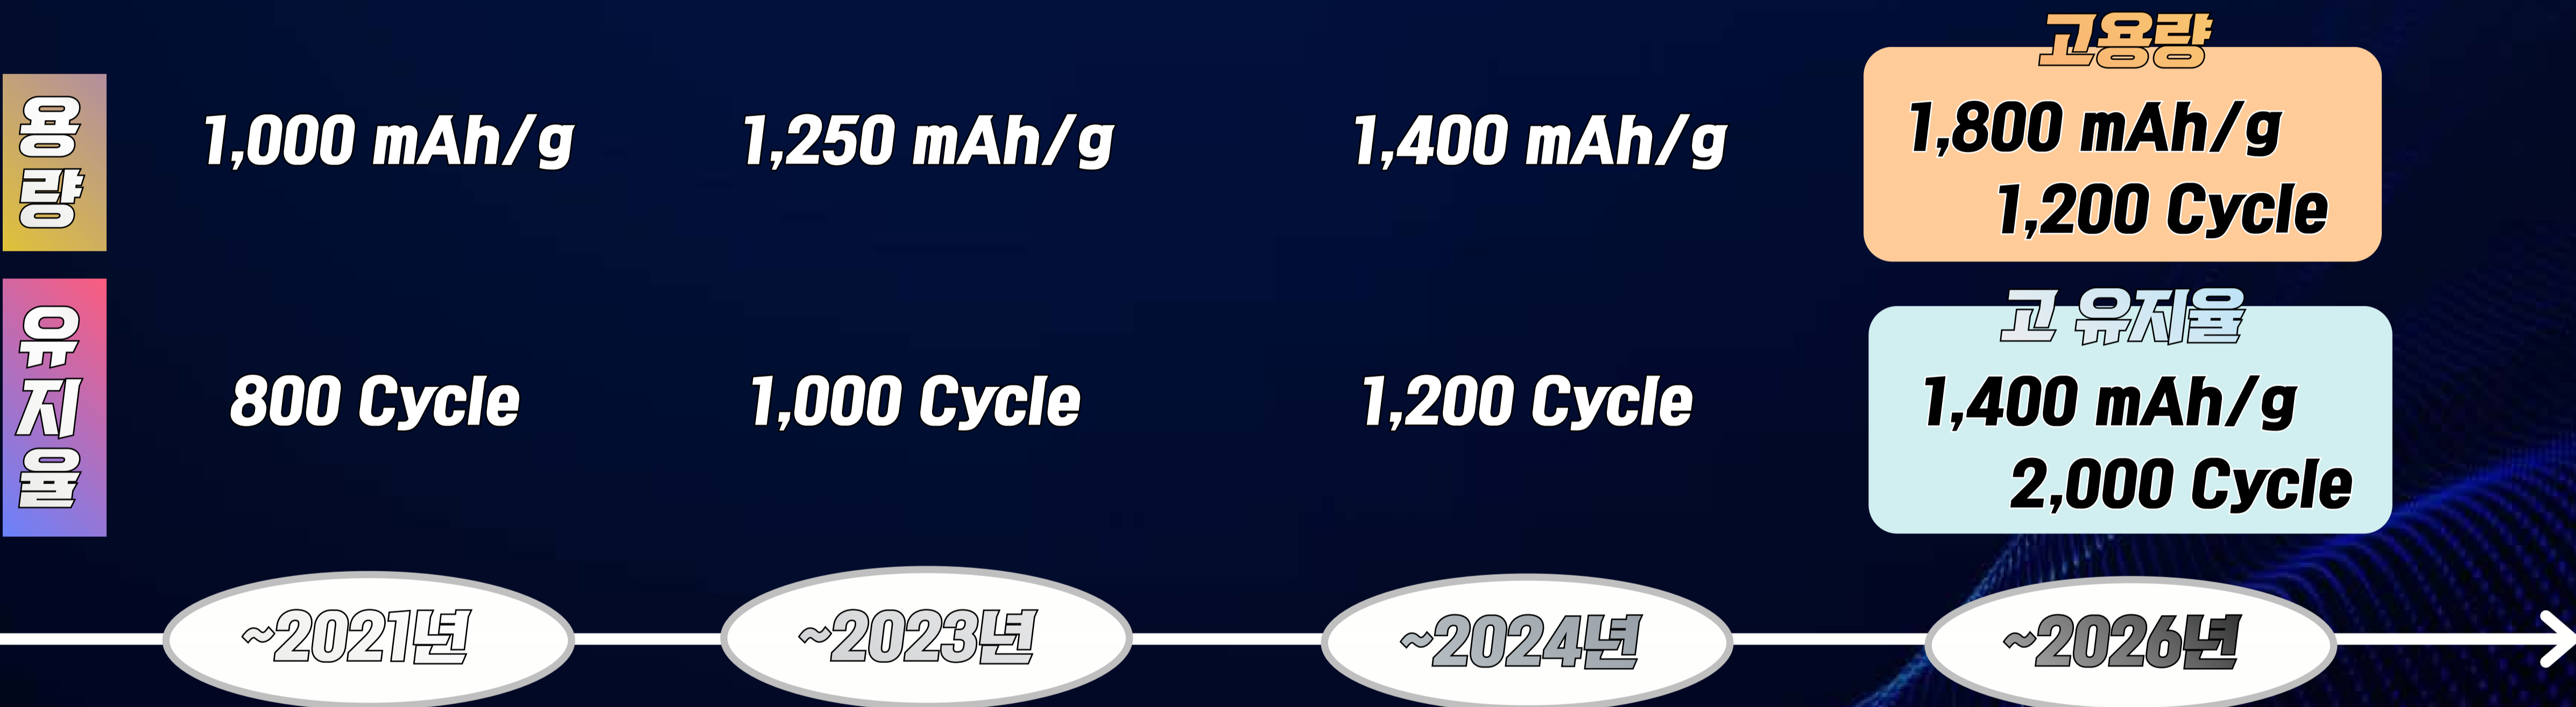 용량
1,000 mAh/g
1,250 mAh/g
1,400 mAh/g
고용량
1,800 mAh/g
1,200 Cycle
유지율
800 Cycle
1,000 Cycle
1,200 Cycle
고 유지율
1,400 mAh/g
2,000 Cycle
~2021년
~2023년
~2024년
~2026년